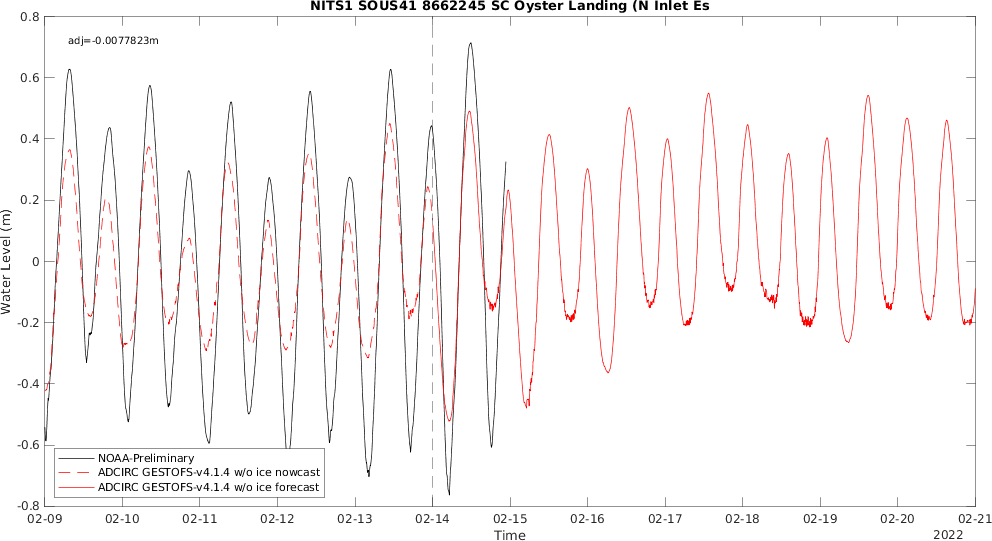 NITS1 SOUS41 8662245 SC Oyster Landing (N Inlet Es
adj=-0.0077823m
0.8
0.6
0.4
0.2
0
-0.2
-0.4
-0.6
-0.8
Water Level (m)
NOAA-Preliminary
ADCIRC GESTOFS-v4.1.4 w/o ice nowcast
ADCIRC GESTOFS-v4.1.4 w/o ice forecast
02-09 02-10 02-11 02-12 02-13 02-14 02-15 02-16 02-17 02-18 02-19 02-20 02-21
Time
2022